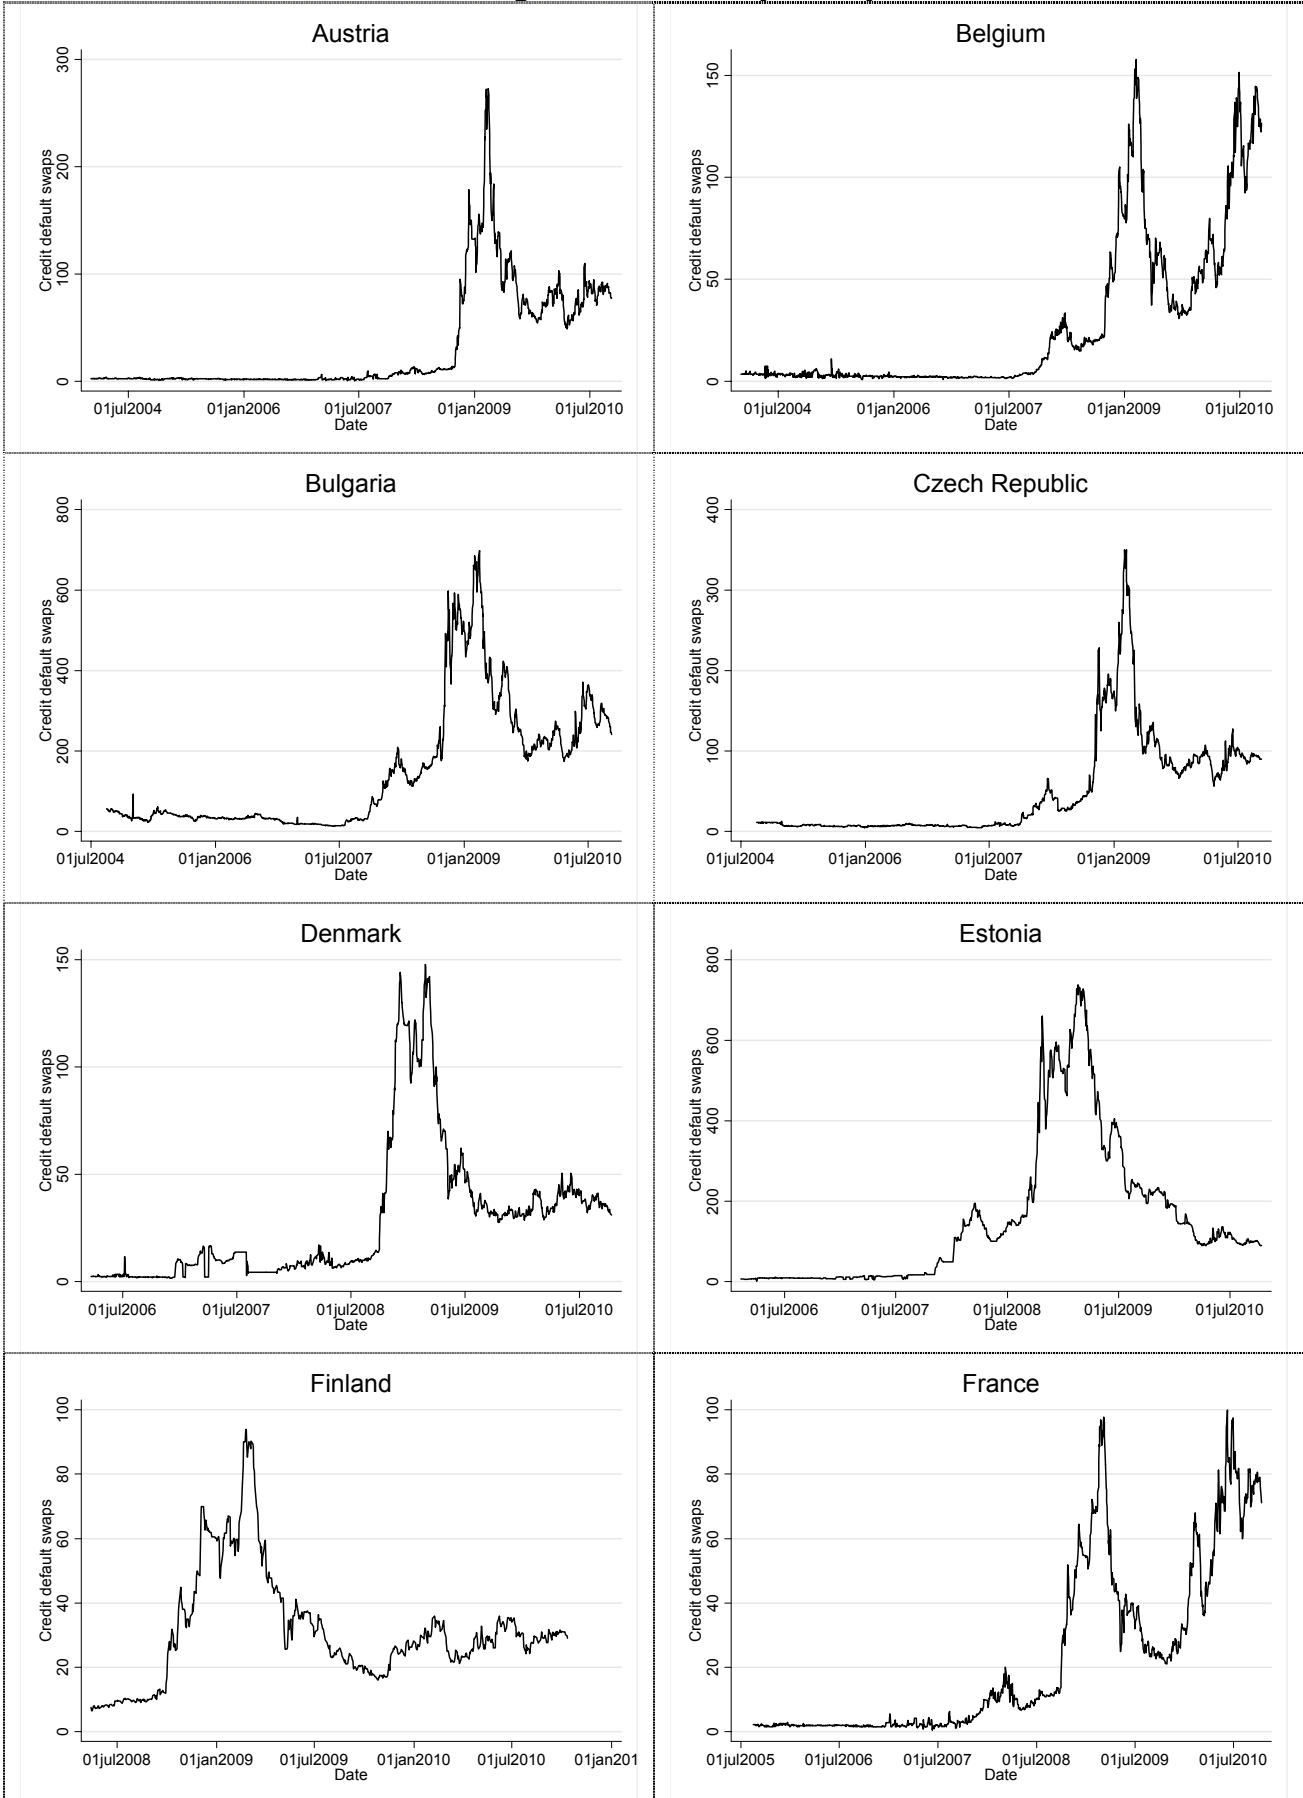 Austria
Credit default swaps
0 100 200 300
01jul2004 01jan2006 01jul2007 01jan2009 01jul2010
Date
Belgium
Credit default swaps
0 50 100 150
01jul2004 01jan2006 01jul2007 01jan2009 01jul2010
Date
Bulgaria
Credit default swaps
0 200 400 600 800
01jul2004 01jan2006 01jul2007 01jan2009 01jul2010
Date
Czech Republic
Credit default swaps
0 100 200 300 400
01jul2004 01jan2006 01jul2007 01jan2009 01jul2010
Date
Denmark
Credit default swaps
0 50 100 150
01jul2006 01jul2007 01jul2008 01jul2009 01jul2010
Date
Estonia
Credit default swaps
0 200 400 600 800
01jul2006 01jul2007 01jul2008 01jul2009 01jul2010
Date
Finland
Credit default swaps
0 20 40 60 80 100
01jul2008 01jan2009 01jul2009 01jan2010 01jul2010 01jan201
Date
France
Credit default swaps
0 20 40 60 80 100
01jul2005 01jul2006 01jul2007 01jul2008 01jul2009 01jul2010
Date